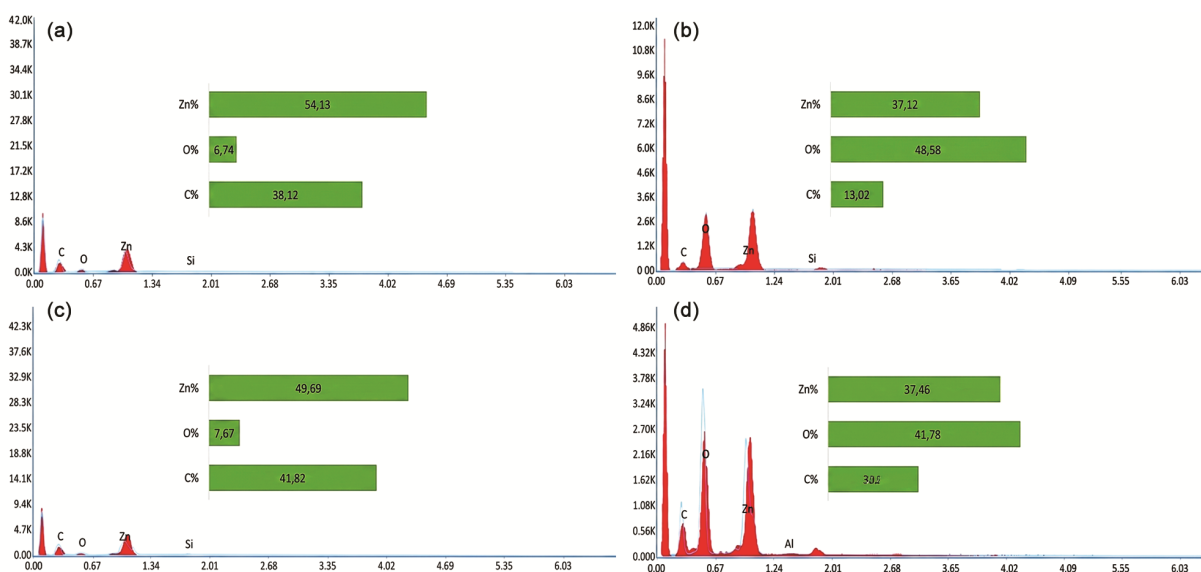 (a)
42.0K
38.7K
34.4K
30.1K
27.8K
21.5K
17.2K
12.8K
8.6K
4.3K
0.0K
Zn% 54,13
O% 6,74
C% 38,12
C O Zn Si
0.00 0.67 1.34 2.01 2.68 3.35 4.02 4.69 5.35 6.03
(b)
12.0K
10.8K
9.6K
8.6K
7.2K
6.0K
4.6K
3.6K
2.6K
1.2K
0.00
Zn% 37,12
O% 48,58
C% 13,02
C O Zn Si
0.00 0.67 1.24 2.01 2.68 3.36 4.02 4.09 5.55 6.03
(c)
42.3K
37.6K
32.9K
28.3K
23.5K
18.8K
14.1K
9.4K
4.7K
0.00
Zn% 49,69
O% 7,67
C% 41,82
C O Zn Si
0.00 0.67 1.34 2.01 2.68 3.35 4.02 4.69 5.35 6.03
(d)
4.86K
4.32K
3.78K
3.24K
2.70K
2.16K
1.62K
1.08K
0.56K
0.00
Zn% 37,46
O% 41,78
C%
C O Zn Al
0.00 0.67 1.24 2.01 2.68 3.36 4.02 4.09 5.55 6.03